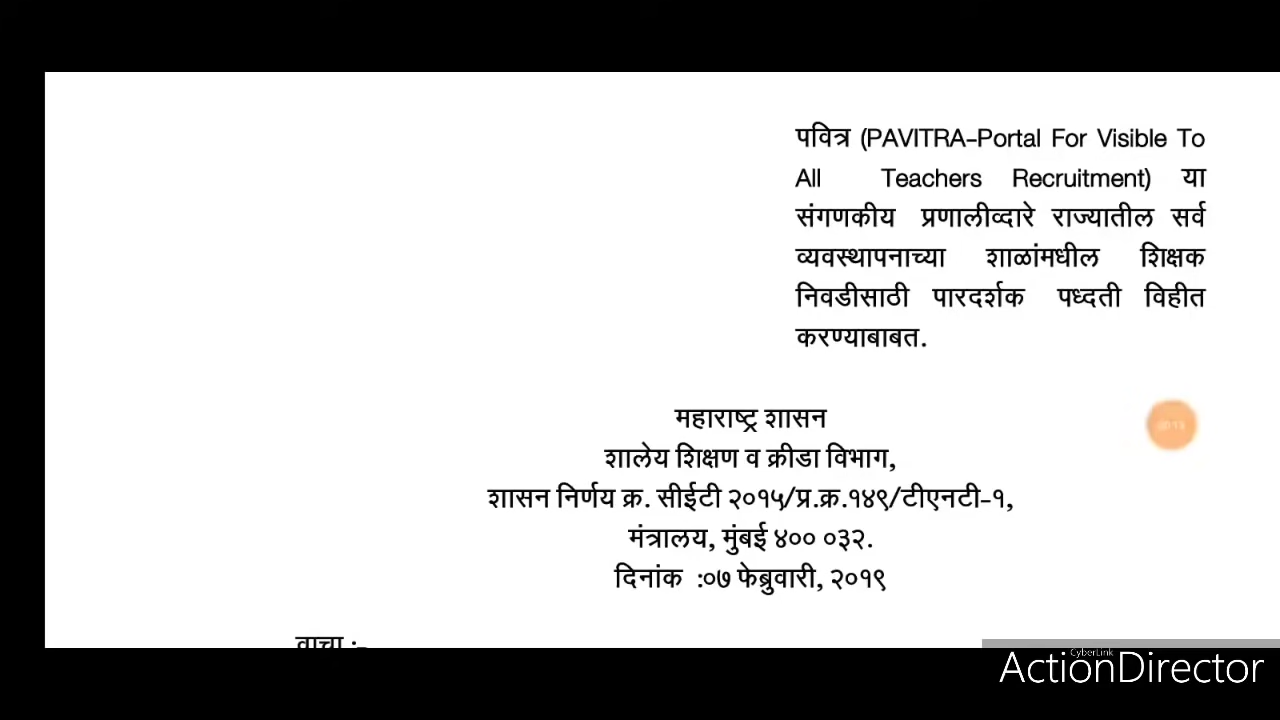 पवित्र (PAVITRA-Portal For Visible To
All Teachers Recruitment) या
संगणकीय प्रणालीव्दारे राज्यातील सर्व
व्यवस्थापनाच्या शाळांमधील शिक्षक
निवडीसाठी पारदर्शक पध्दती विहीत
करण्याबाबत.
महाराष्ट्र शासन
शालेय शिक्षण व क्रीडा विभाग,
शासन निर्णय क्र. सीईटी २०१५/प्र.क्र.१४९/टीएनटी-१,
मंत्रालय, मुंबई ४०० ०३२.
दिनांक :०७ फेब्रुवारी, २०१९
वाचा :-
CyberLink
ActionDirector